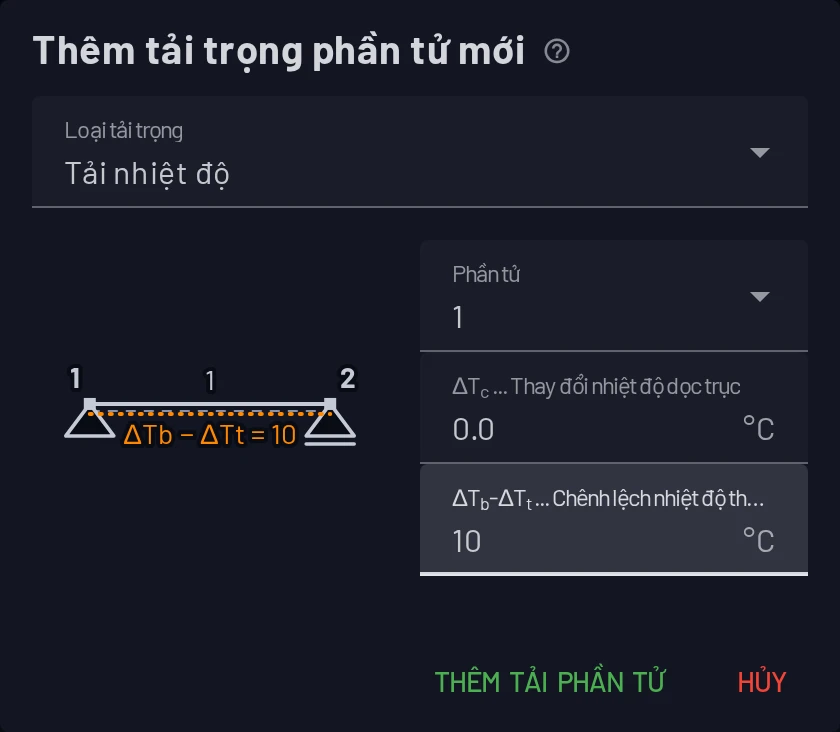 Thêm tải trọng phần tử mới
Loại tải trọng
Tải nhiệt độ
Phần tử
1
1 1 2
ΔTb − ΔTt = 10
ΔTc ... Thay đổi nhiệt độ dọc trục
0.0 °C
ΔTb-ΔTt ... Chênh lệch nhiệt độ th...
10 °C
THÊM TẢI PHẦN TỬ HỦY